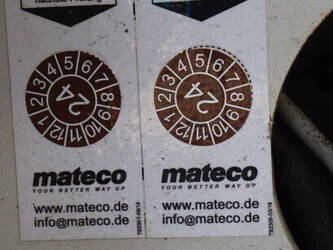 nächste Prüfung
1 2 3 4 5 6 7 8 9 10 11 12
24
mateco
YOUR BETTER WAY UP
www.mateco.de
info@mateco.de
1 2 3 4 5 6 7 8 9 10 11 12
24
mateco
YOUR BETTER WAY UP
www.mateco.de
info@mateco.de